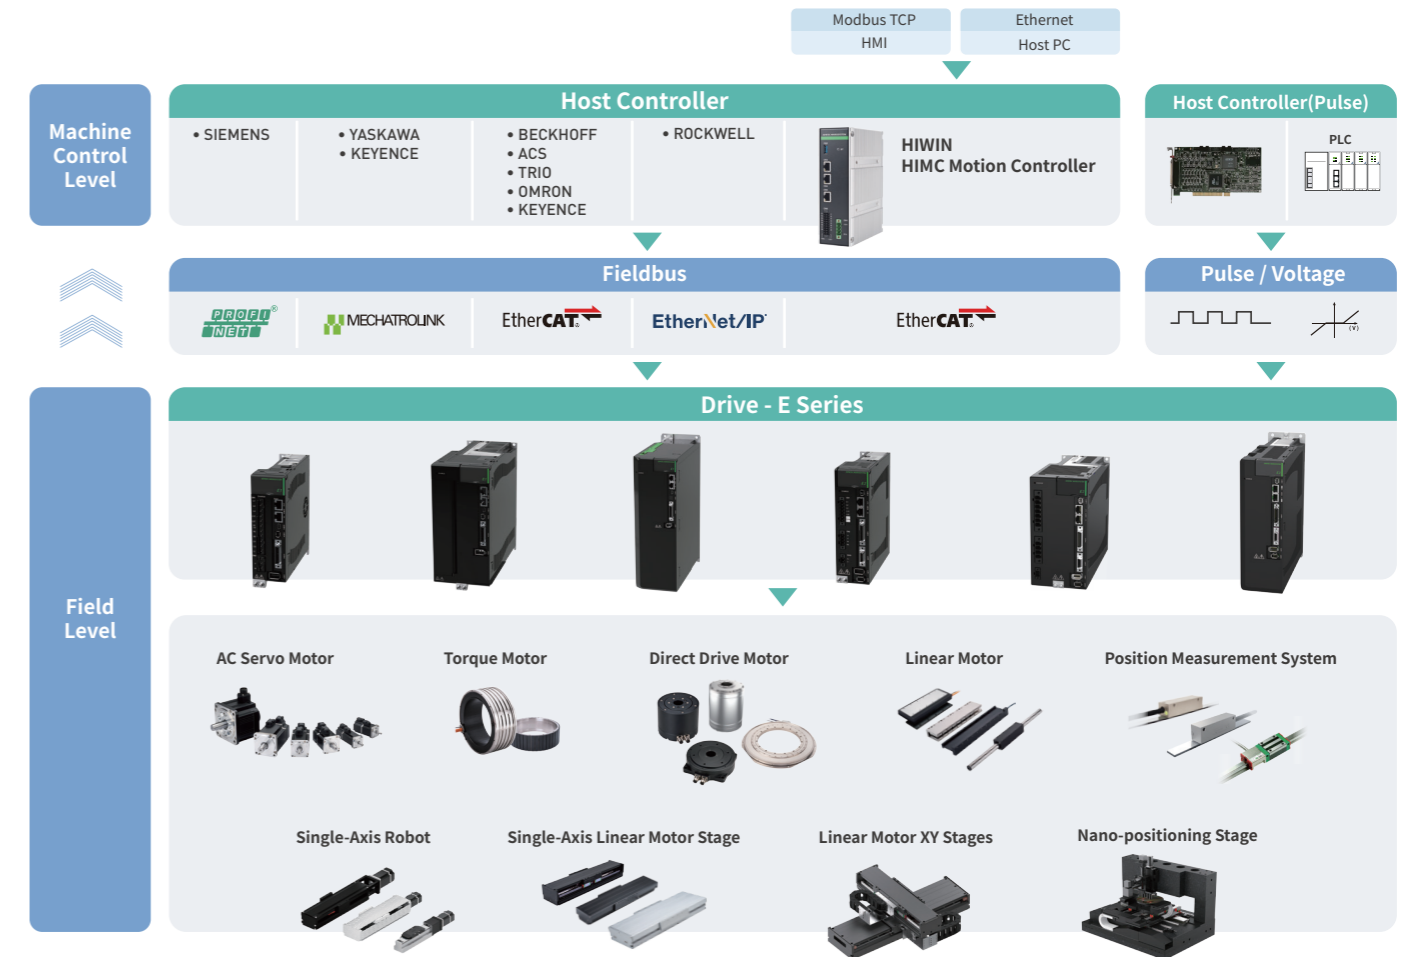 Modbus TCP
HMI
Ethernet
Host PC
Machine
Control
Level
Host Controller
• SIEMENS
• YASKAWA
• KEYENCE
• BECKHOFF
• ACS
• TRIO
• OMRON
• KEYENCE
• ROCKWELL
HIWIN
HIMC Motion Controller
Host Controller(Pulse)
PLC
Fieldbus
PROFI®
NET
MECHATROLINK
EtherCAT
EtherNet/IP
EtherCAT
Pulse / Voltage
(V)
Field
Level
Drive - E Series
AC Servo Motor
Torque Motor
Direct Drive Motor
Linear Motor
Position Measurement System
Single-Axis Robot
Single-Axis Linear Motor Stage
Linear Motor XY Stages
Nano-positioning Stage